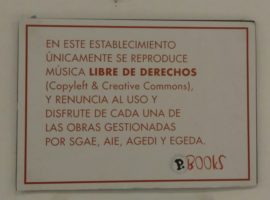 EN ESTE ESTABLECIMIENTO
ÚNICAMENTE SE REPRODUCE
MÚSICA LIBRE DE DERECHOS
(Copyleft & Creative Commons),
Y RENUNCIA AL USO Y
DISFRUTE DE CADA UNA DE
LAS OBRAS GESTIONADAS
POR SGAE, AIE, AGEDI Y EGEDA.
P. BOOKS